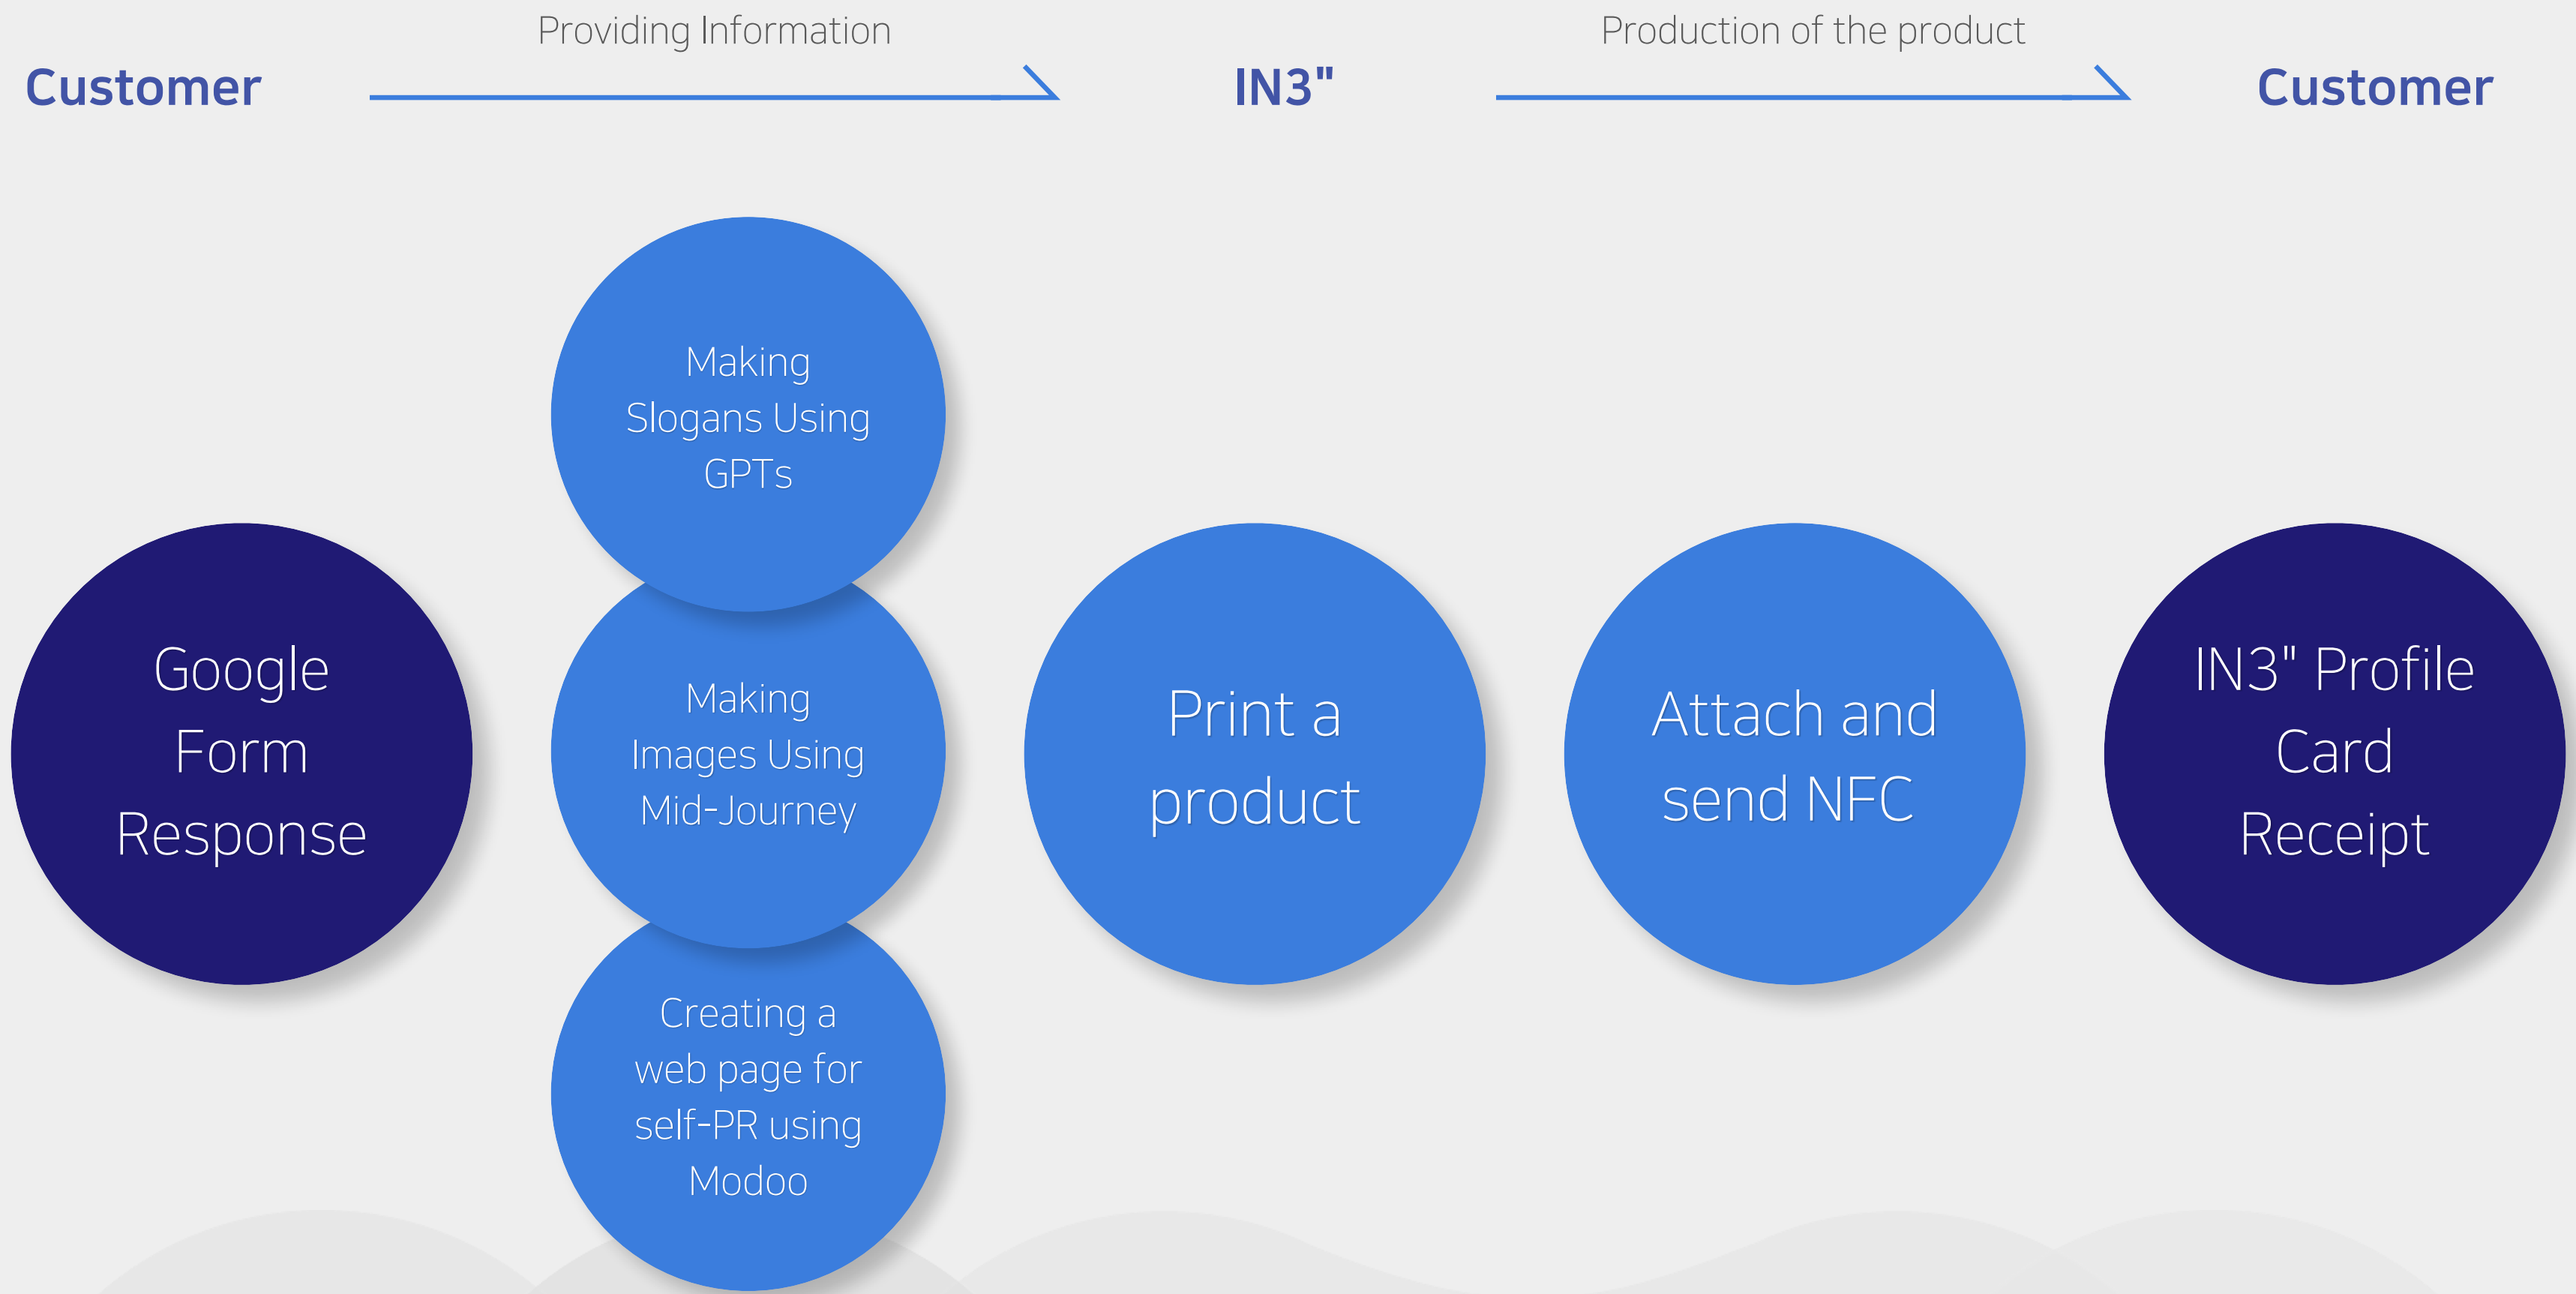 Providing Information
Production of the product
Customer
IN3"
Customer
Google
Form
Response
Making
Slogans Using
GPTs
Making
Images Using
Mid-Journey
Creating a
web page for
self-PR using
Modoo
Print a
product
Attach and
send NFC
IN3" Profile
Card
Receipt